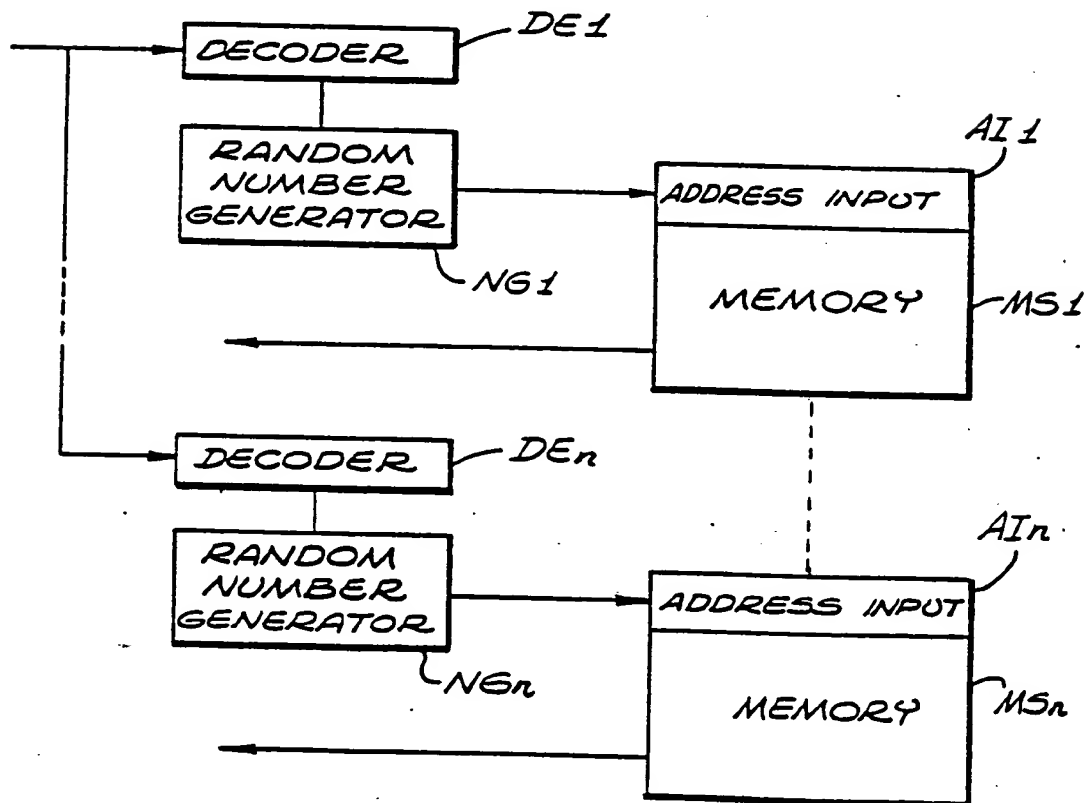 DECODER
DE1
RANDOM
NUMBER
GENERATOR
NG1
AI1
ADDRESS INPUT
MEMORY
MS1
DECODER
DEn
RANDOM
NUMBER
GENERATOR
NGn
AIn
ADDRESS INPUT
MEMORY
MSn